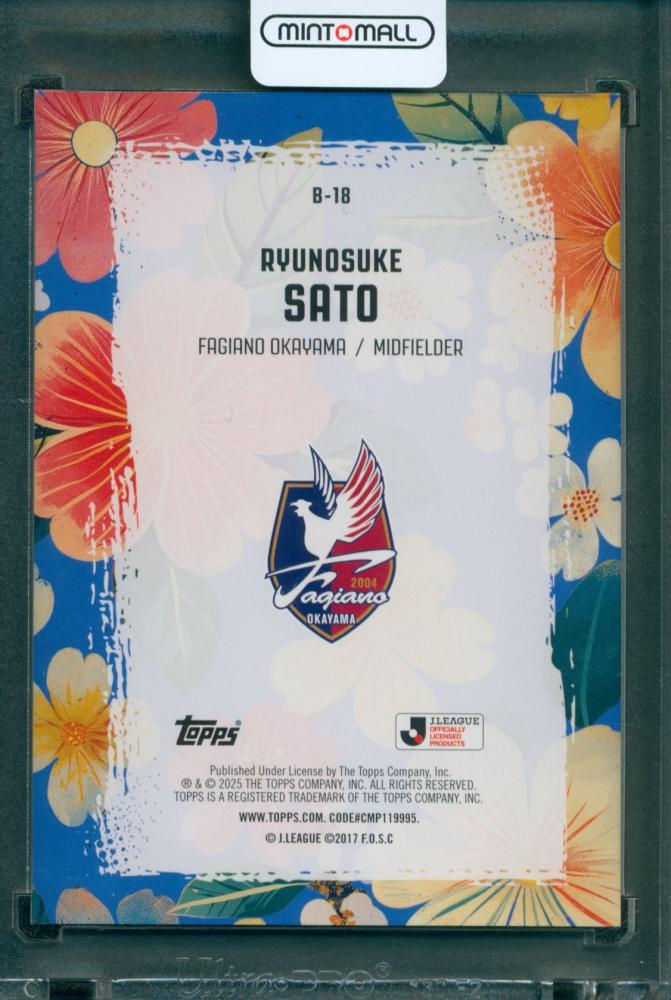 MINTOMALL
B-18
RYUNOSUKE
SATO
FAGIANO OKAYAMA / MIDFIELDER
2004
Fagiano
OKAYAMA
TOPPS®
J.LEAGUE
OFFICIALLY
LICENSED
PRODUCTS
Published Under License by The Topps Company, Inc.
® & © 2025 THE TOPPS COMPANY, INC. ALL RIGHTS RESERVED.
TOPPS IS A REGISTERED TRADEMARK OF THE TOPPS COMPANY, INC.
WWW.TOPPS.COM. CODE#CMP119995.
© J.LEAGUE ©2017 F.O.S.C
Ultra PRO®